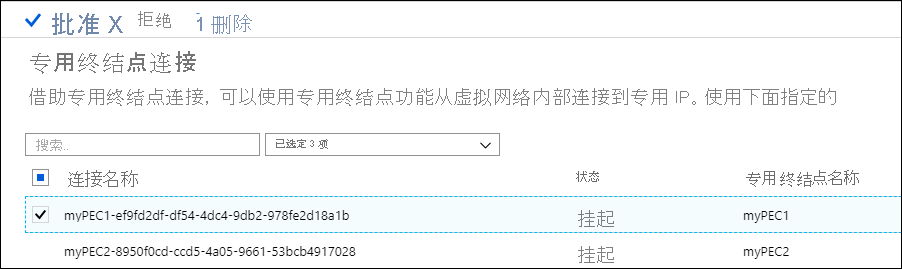 批准 X 拒绝 1 删除
专用终结点连接
借助专用终结点连接, 可以使用专用终结点功能从虚拟网络内部连接到专用 IP。使用下面指定的
搜索.. 已选定 3 项
连接名称 状态 专用终结点名称
myPEC1-ef9fd2df-df54-4dc4-9db2-978fe2d18a1b 挂起 myPEC1
myPEC2-8950f0cd-ccd5-4a05-9661-53bcb4917028 挂起 myPEC2